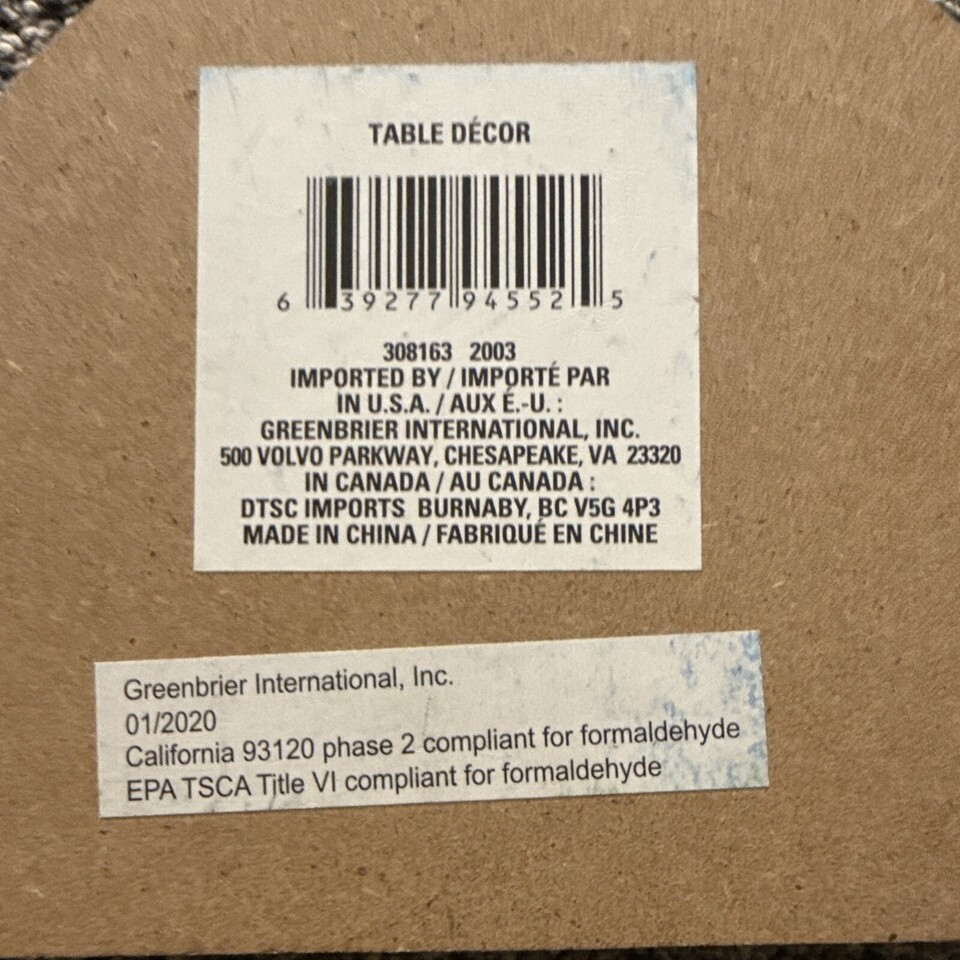 TABLE DÉCOR
6 39277 94552 5
308163 2003
IMPORTED BY / IMPORTÉ PAR
IN U.S.A. / AUX É.-U. :
GREENBRIER INTERNATIONAL, INC.
500 VOLVO PARKWAY, CHESAPEAKE, VA 23320
IN CANADA / AU CANADA :
DTSC IMPORTS BURNABY, BC V5G 4P3
MADE IN CHINA / FABRIQUÉ EN CHINE
Greenbrier International, Inc.
01/2020
California 93120 phase 2 compliant for formaldehyde
EPA TSCA Title VI compliant for formaldehyde